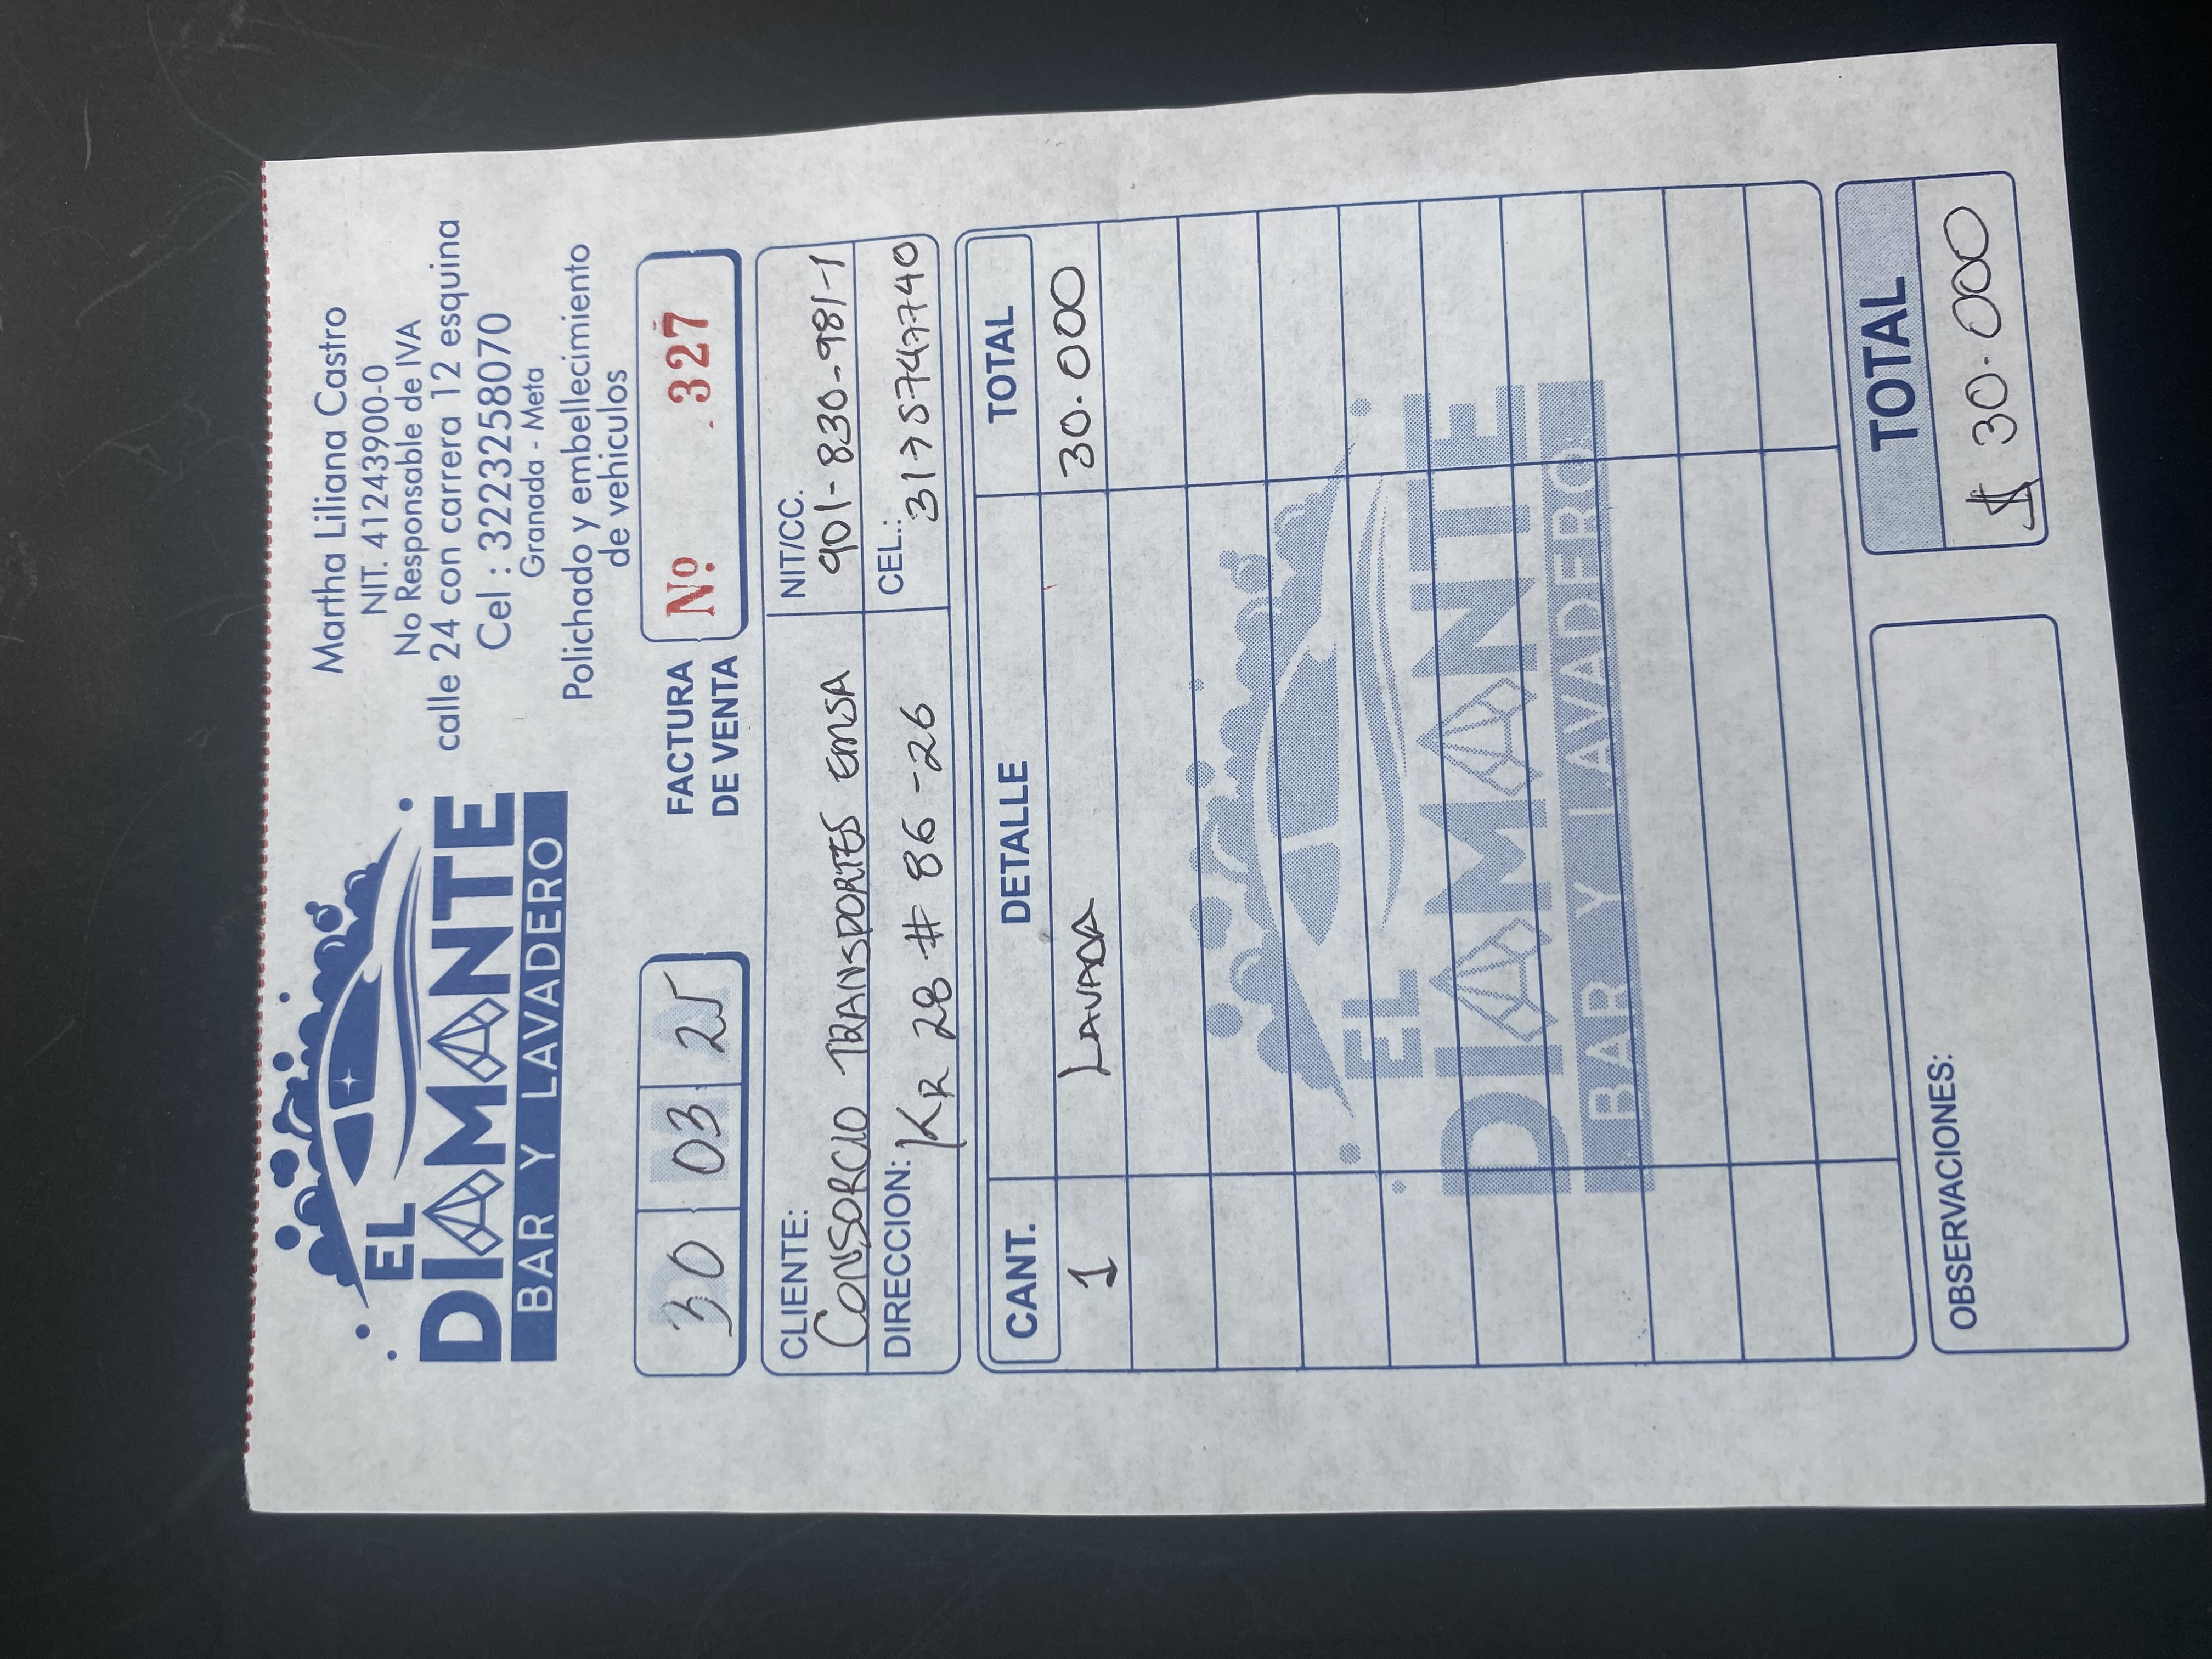 EL
DIAMANTE
BAR Y LAVADERO
Martha Liliana Castro
NIT. 41243900-0
No Responsable de IVA
calle 24 con carrera 12 esquina
Cel : 3223258070
Granada - Meta
Polichado y embellecimiento
de vehiculos
30 03 25
FACTURA
DE VENTA
Nº 327
CLIENTE:
CONSORCIO TRANSPORTES EMSA
NIT/CC.
901-830-981-1
DIRECCION: KR 28 # 86-26
CEL.: 3175747740
CANT. DETALLE TOTAL
1 LAVADA 30.000
EL
DIAMANTE
BAR Y LAVADERO
OBSERVACIONES:
TOTAL
$ 30.000